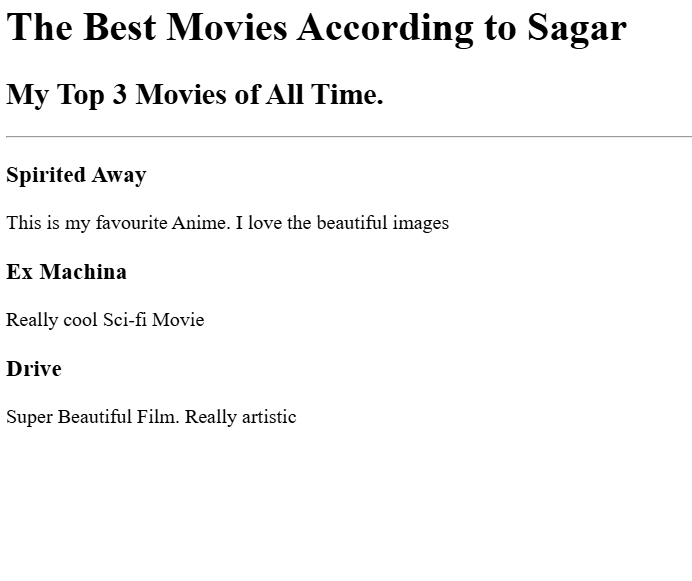 The Best Movies According to Sagar
My Top 3 Movies of All Time.
Spirited Away
This is my favourite Anime. I love the beautiful images
Ex Machina
Really cool Sci-fi Movie
Drive
Super Beautiful Film. Really artistic